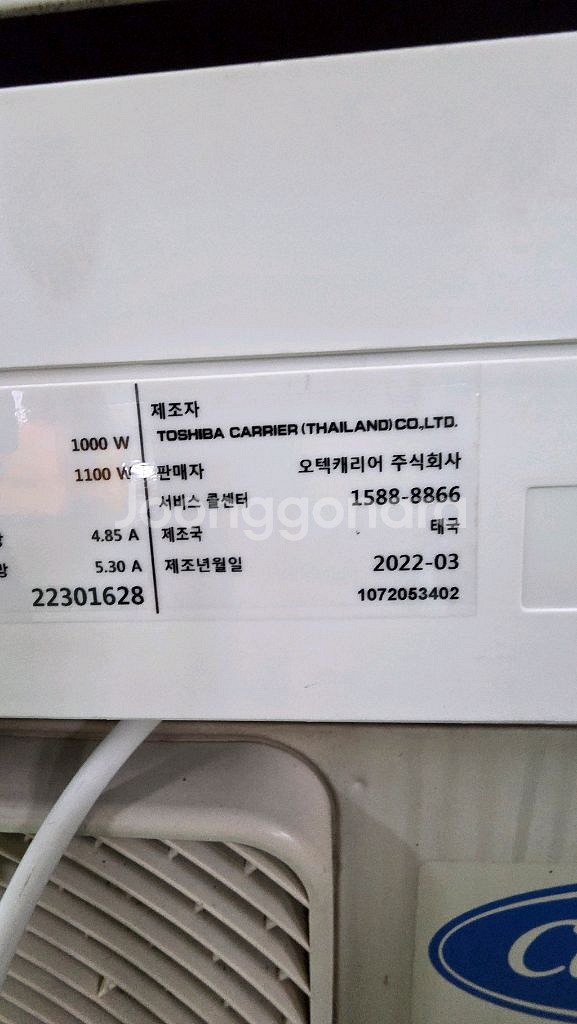 1000 W
1100 W
4.85 A
5.30 A
22301628
제조자
TOSHIBA CARRIER (THAILAND) CO.,LTD.
판매자 오텍캐리어 주식회사
서비스 콜센터 1588-8866
제조국 태국
제조년월일 2022-03
1072053402
Joonggonara